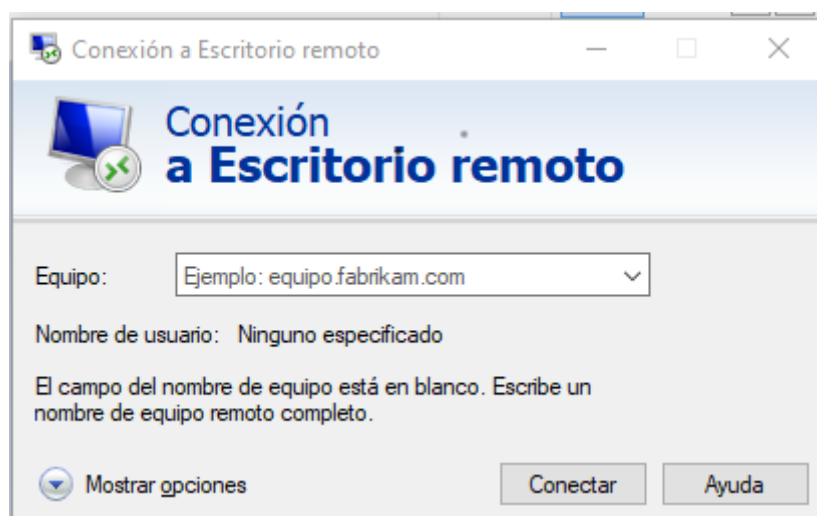 Conexión a Escritorio remoto
Conexión
a Escritorio remoto
Equipo: Ejemplo: equipo.fabrikam.com
Nombre de usuario: Ninguno especificado
El campo del nombre de equipo está en blanco. Escribe un
nombre de equipo remoto completo.
Mostrar opciones Conectar Ayuda